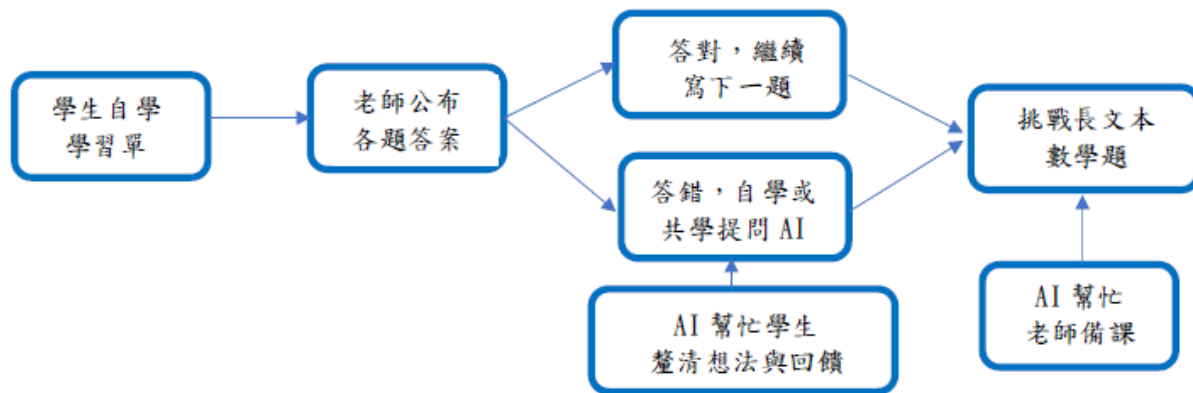 學生自學
學習單
老師公布
各題答案
答對，繼續
寫下一題
答錯，自學或
共學提問 AI
AI 幫忙學生
釐清想法與回饋
挑戰長文本
數學題
AI 幫忙
老師備課